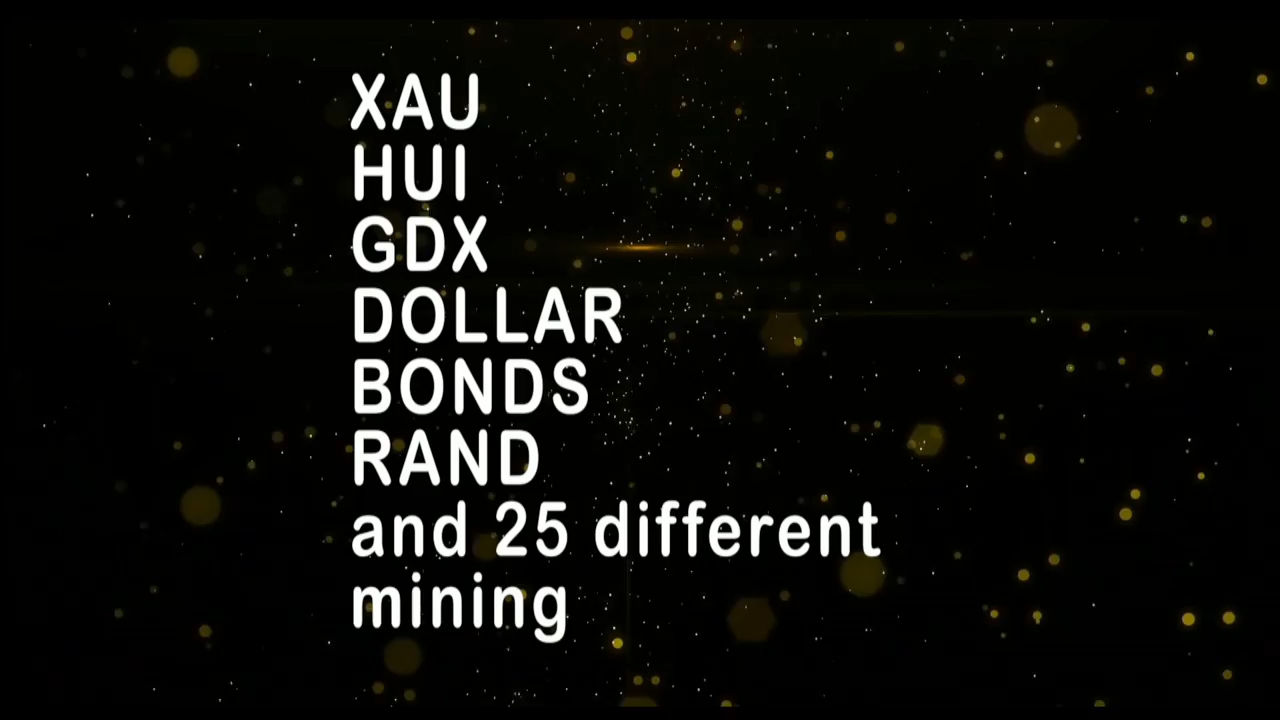 XAU
HUI
GDX
DOLLAR
BONDS
RAND
and 25 different
mining